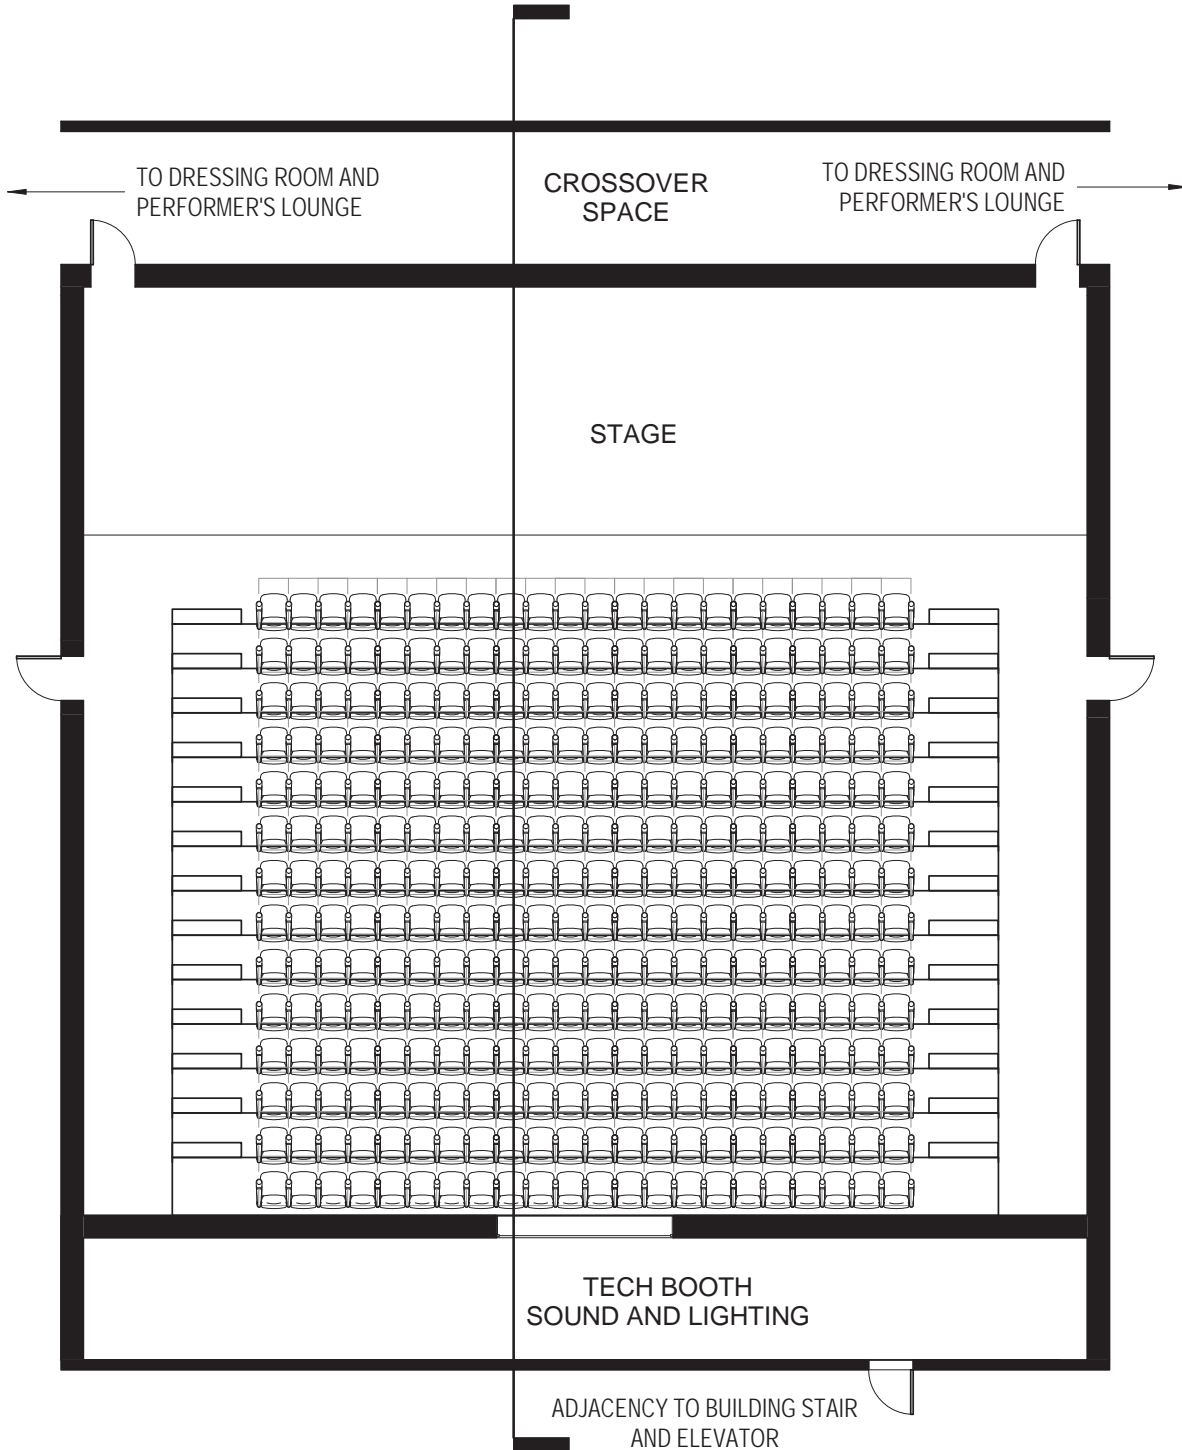 TO DRESSING ROOM AND
PERFORMER'S LOUNGE
CROSSOVER
SPACE
TO DRESSING ROOM AND
PERFORMER'S LOUNGE
STAGE
TECH BOOTH
SOUND AND LIGHTING
ADJACENCY TO BUILDING STAIR
AND ELEVATOR